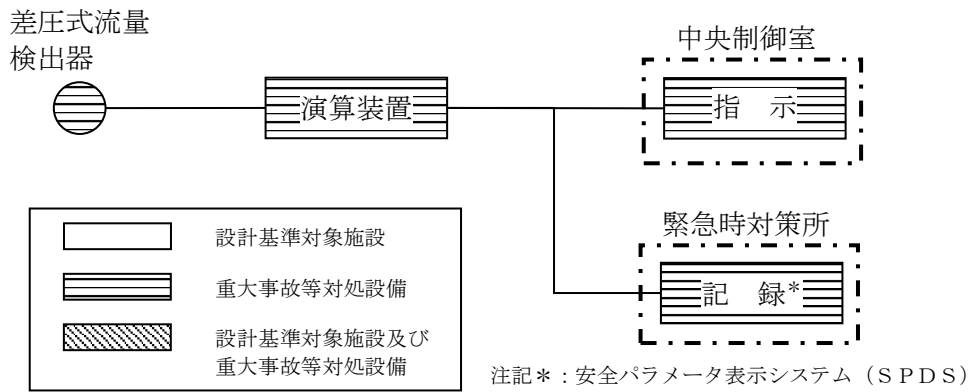 差圧式流量
検出器
中央制御室
演算装置
指　示
緊急時対策所
記　録*
設計基準対象施設
重大事故等対処設備
設計基準対象施設及び
重大事故等対処設備
注記＊：安全パラメータ表示システム（ＳＰＤＳ）